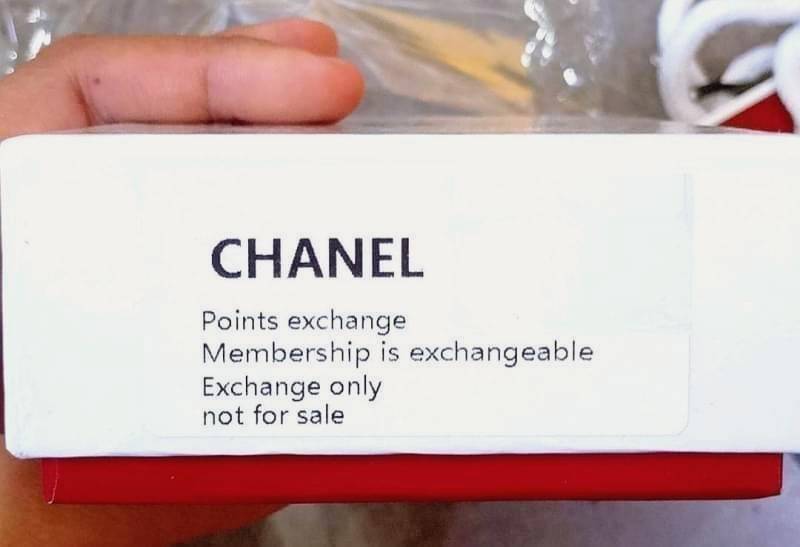 CHANEL
Points exchange
Membership is exchangeable
Exchange only
not for sale